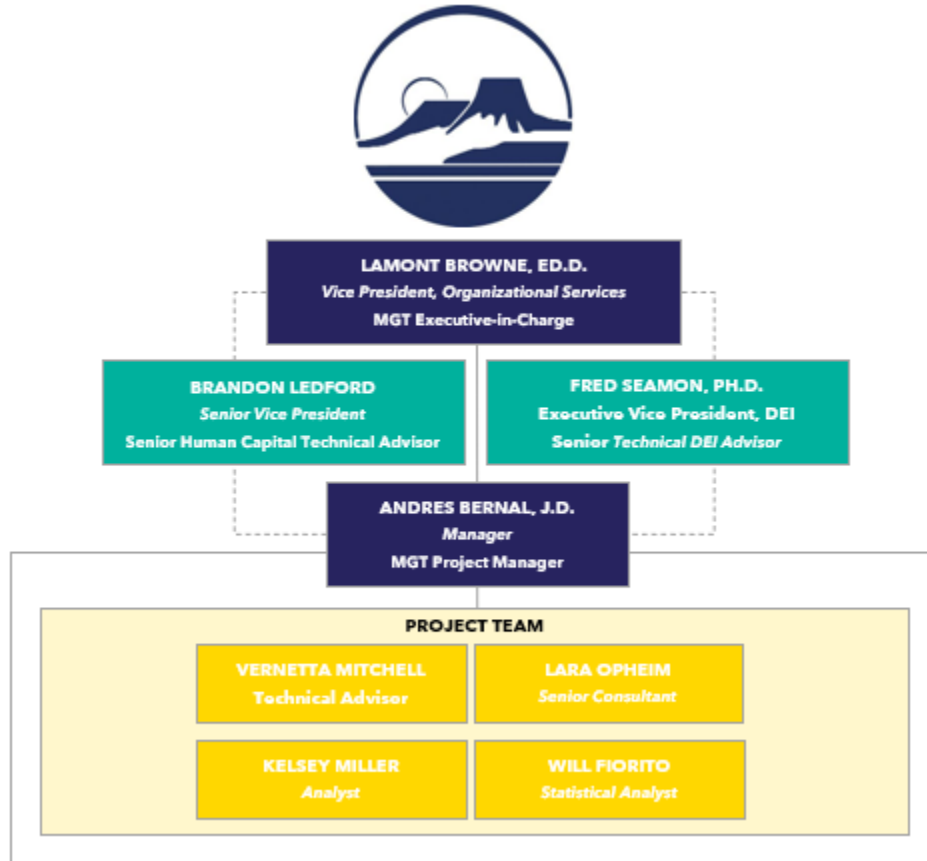 LAMONT BROWNE, ED.D.
Vice President, Organizational Services
MGT Executive-in-Charge
BRANDON LEDFORD
Senior Vice President
Senior Human Capital Technical Advisor
FRED SEAMON, PH.D.
Executive Vice President, DEI
Senior Technical DEI Advisor
ANDRES BERNAL, J.D.
Manager
MGT Project Manager
PROJECT TEAM
VERNETTA MITCHELL
Technical Advisor
LARA OPHEIM
Senior Consultant
KELSEY MILLER
Analyst
WILL FIORITO
Statistical Analyst